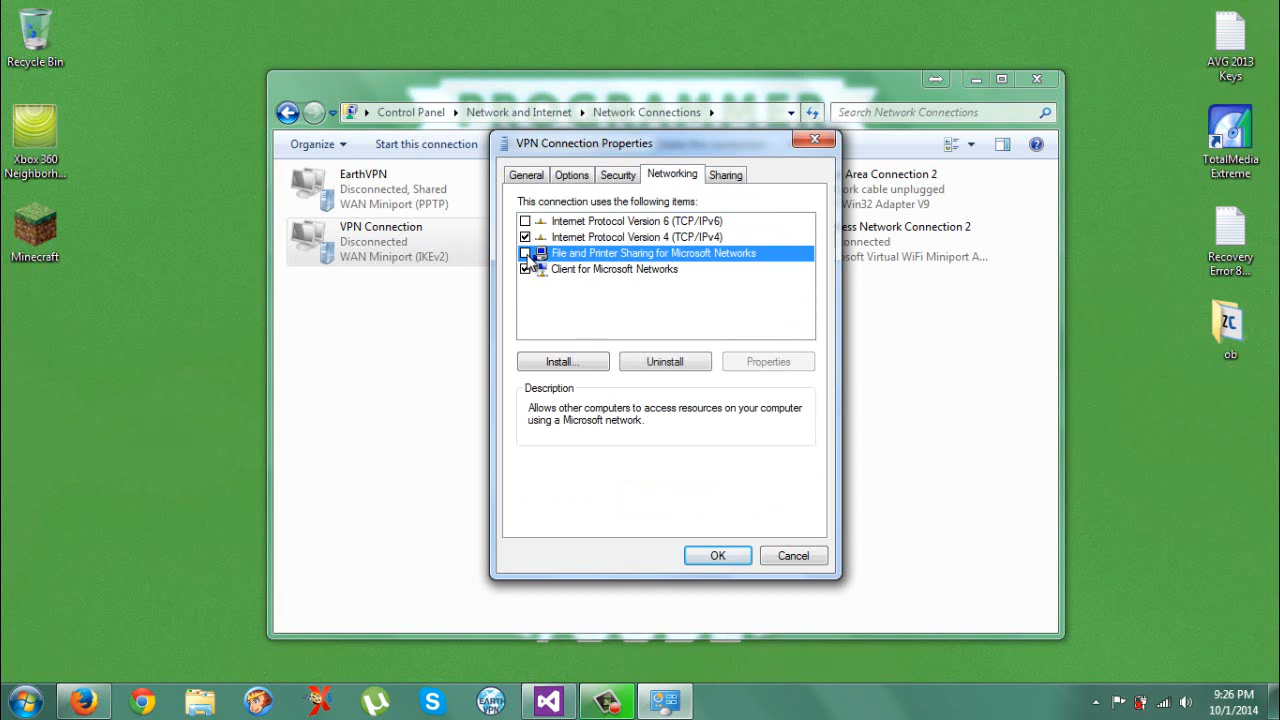 Recycle Bin
Xbox 360
Neighborh...
Minecraft
AVG 2013
Keys
TotalMedia
Extreme
Recovery
Error 8...
ZC
ob
Control Panel
Network and Internet
Network Connections
Search Network Connections
Organize
Start this connection
EarthVPN
Disconnected, Shared
WAN Miniport (PPTP)
VPN Connection
Disconnected
WAN Miniport (IKEv2)
Area Connection 2
ork cable unplugged
Win32 Adapter V9
ess Network Connection 2
onnected
osoft Virtual WiFi Miniport A...
VPN Connection Properties
General
Options
Security
Networking
Sharing
This connection uses the following items:
Internet Protocol Version 6 (TCP/IPv6)
Internet Protocol Version 4 (TCP/IPv4)
File and Printer Sharing for Microsoft Networks
Client for Microsoft Networks
Install...
Uninstall
Properties
Description
Allows other computers to access resources on your computer
using a Microsoft network.
OK
Cancel
EARTH
VPN
9:26 PM
10/1/2014